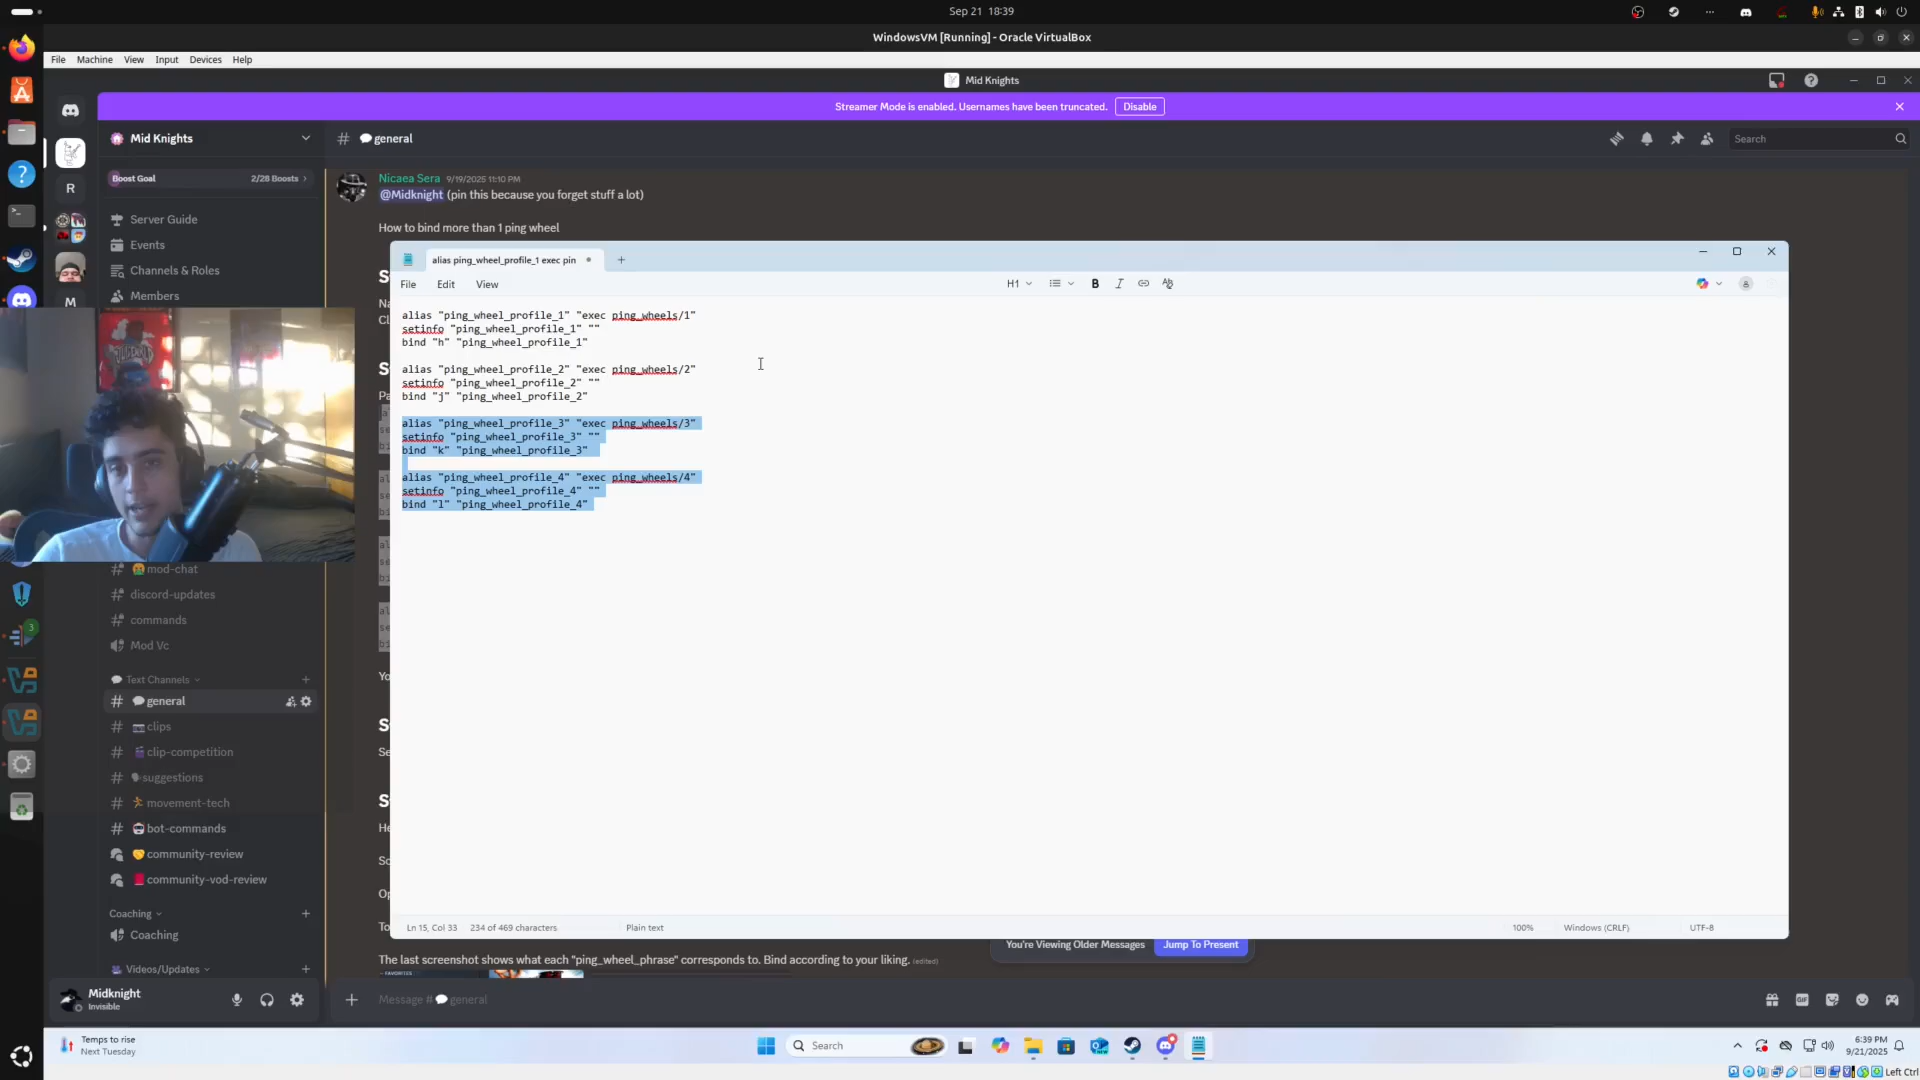 Sep 21 18:39
WindowsVM [Running] - Oracle VirtualBox
File Machine View Input Devices Help
Mid Knights
Streamer Mode is enabled. Usernames have been truncated. Disable
Mid Knights
# general
Search
Boost Goal 2/28 Boosts
R
Server Guide
Events
Channels & Roles
Members
M
Nicaea Sera 9/19/2025 11:10 PM
@Midknight (pin this because you forget stuff a lot)
How to bind more than 1 ping wheel
alias ping_wheel_profile_1 exec pin
File Edit View
H1
alias "ping_wheel_profile_1" "exec ping_wheels/1"
setinfo "ping_wheel_profile_1" ""
bind "h" "ping_wheel_profile_1"
alias "ping_wheel_profile_2" "exec ping_wheels/2"
setinfo "ping_wheel_profile_2" ""
bind "j" "ping_wheel_profile_2"
alias "ping_wheel_profile_3" "exec ping_wheels/3"
setinfo "ping_wheel_profile_3" ""
bind "k" "ping_wheel_profile_3"
alias "ping_wheel_profile_4" "exec ping_wheels/4"
setinfo "ping_wheel_profile_4" ""
bind "l" "ping_wheel_profile_4"
Ln 15, Col 33 234 of 469 characters Plain text 100% Windows (CRLF) UTF-8
# mod-chat
# discord-updates
# commands
Mod Vc
Text Channels
# general
# clips
# clip-competition
# suggestions
# movement-tech
# bot-commands
community-review
community-vod-review
Coaching
Coaching
Videos/Updates
You're Viewing Older Messages Jump To Present
The last screenshot shows what each "ping_wheel_phrase" corresponds to. Bind according to your liking. (edited)
Midknight
Invisible
Message # general
GIF
Temps to rise
Next Tuesday
Search
6:39 PM
9/21/2025
Left Ctrl
3